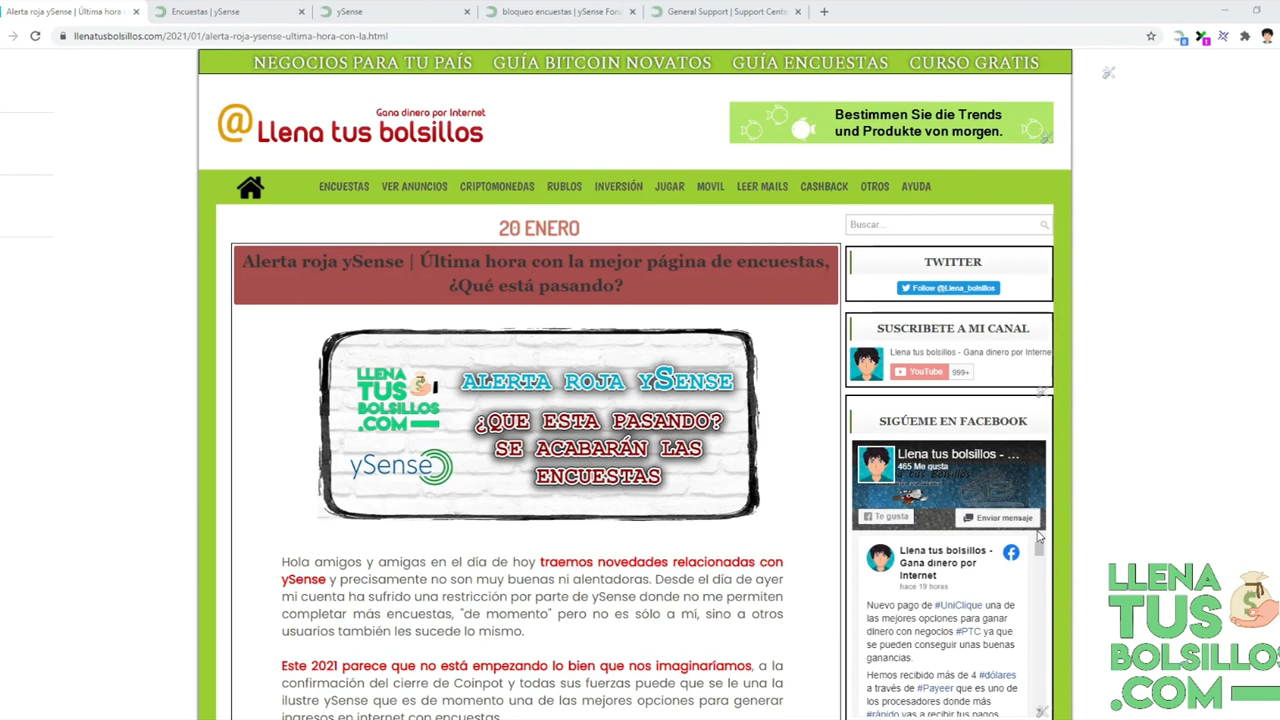 Alerta roja ySense | Última hora
Encuestas | ySense
ySense
bloqueo encuestas | ySense Foru
General Support | Support Cente
llenatusbolsillos.com/2021/01/alerta-roja-ysense-ultima-hora-con-la.html
NEGOCIOS PARA TU PAÍS GUÍA BITCOIN NOVATOS GUÍA ENCUESTAS CURSO GRATIS
Gana dinero por Internet
@Llena tus bolsillos
Bestimmen Sie die Trends
und Produkte von morgen.
ENCUESTAS VER ANUNCIOS CRIPTOMONEDAS RUBLOS INVERSIÓN JUGAR MOVIL LEER MAILS CASHBACK OTROS AYUDA
20 ENERO
Alerta roja ySense | Última hora con la mejor página de encuestas,
¿Qué está pasando?
LLENA
TUS
BOLSILLOS
.COM
ySense
ALERTA ROJA YSENSE
¿QUE ESTA PASANDO?
SE ACABARÁN LAS
ENCUESTAS
Hola amigos y amigas en el día de hoy traemos novedades relacionadas con
ySense y precisamente no son muy buenas ni alentadoras. Desde el día de ayer
mi cuenta ha sufrido una restricción por parte de ySense donde no me permiten
completar más encuestas, "de momento" pero no es sólo a mí, sino a otros
usuarios también les sucede lo mismo.
Este 2021 parece que no está empezando lo bien que nos imaginaríamos, a la
confirmación del cierre de Coinpot y todas sus fuerzas puede que se le una la
ilustre ySense que es de momento una de las mejores opciones para generar
ingresos en internet con encuestas.
Buscar...
TWITTER
Follow @Llena_bolsillos
SUSCRIBETE A MI CANAL
Llena tus bolsillos - Gana dinero por Interne
YouTube 999+
SIGÚEME EN FACEBOOK
Llena tus bolsillos - ...
465 Me gusta
Te gusta
Enviar mensaje
Llena tus bolsillos -
Gana dinero por
Internet
hace 19 horas
Nuevo pago de #UniClique una de
las mejores opciones para ganar
dinero con negocios #PTC ya que
se pueden conseguir unas buenas
ganancias.
Hemos recibido más de 4 #dólares
a través de #Payeer que es uno de
los procesadores donde más
#rápido vas a recibir tus pagos
LLENA
TUS
BOLSILLOS
.COM